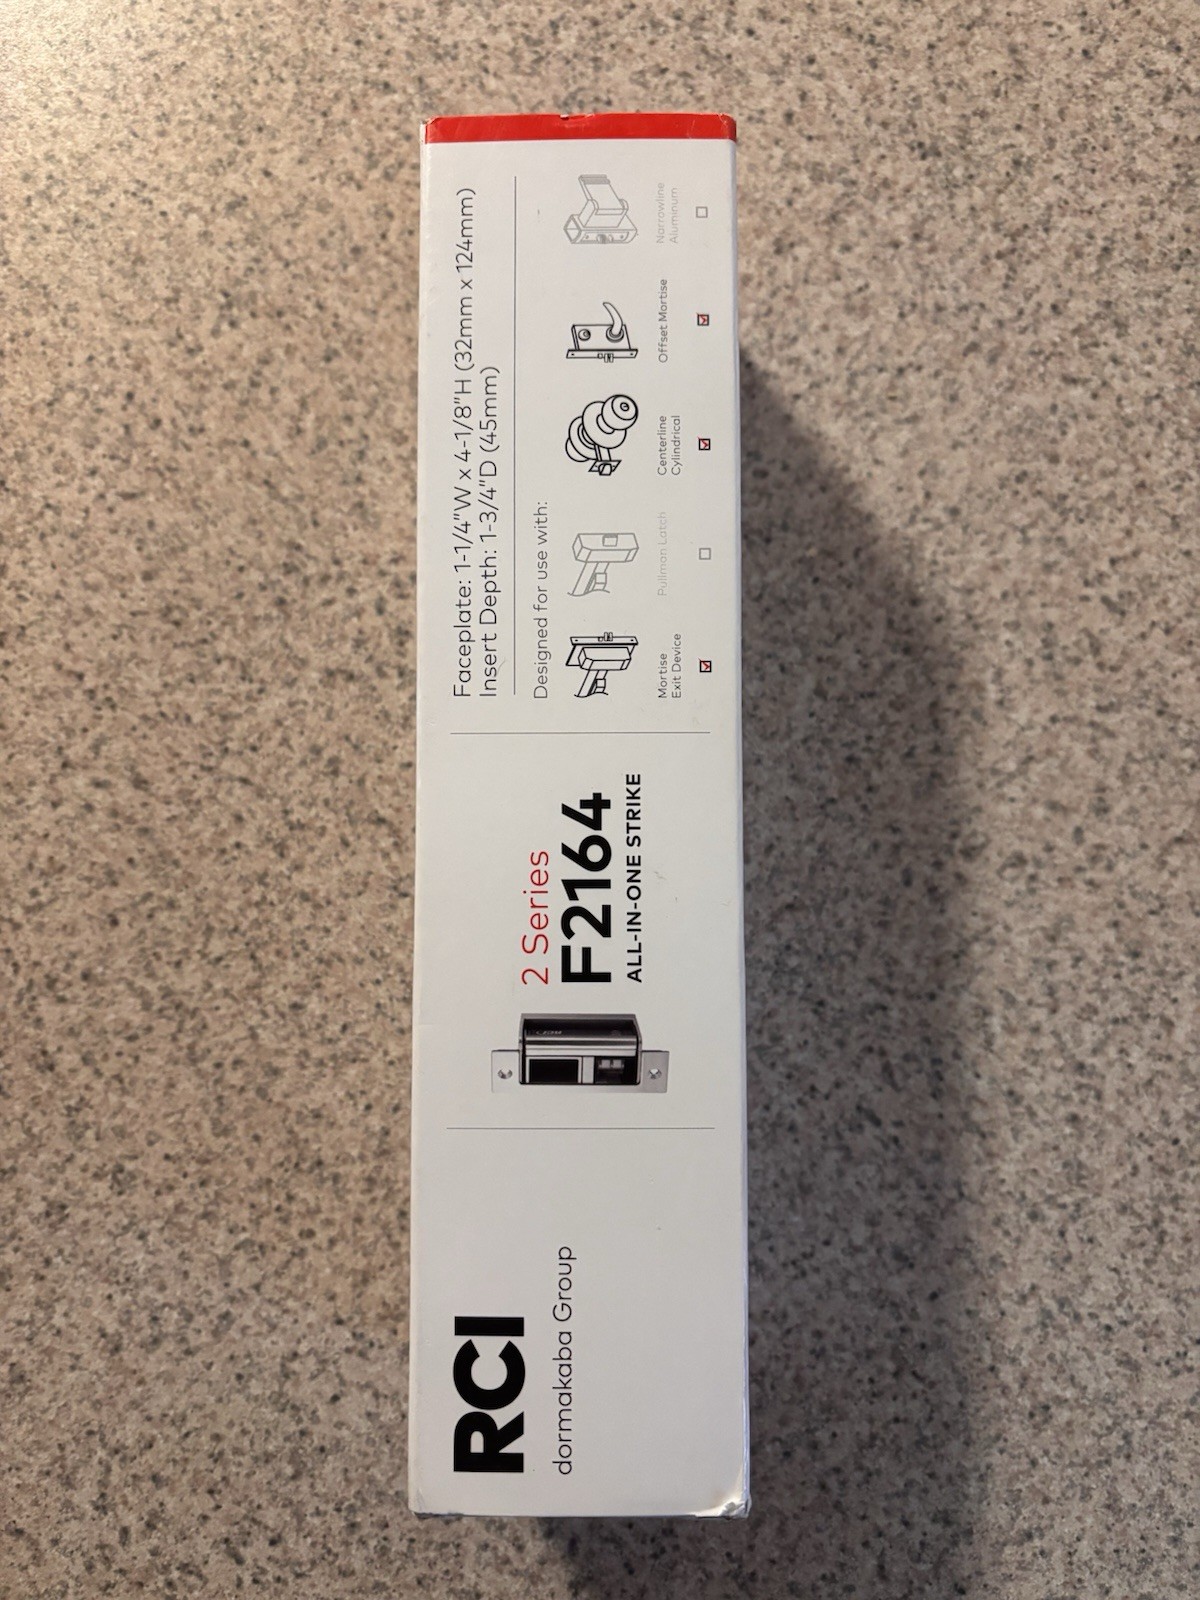 RCI
dormakaba Group
2 Series
F2164
ALL-IN-ONE STRIKE
Faceplate: 1-1/4"W x 4-1/8"H (32mm x 124mm)
Insert Depth: 1-3/4"D (45mm)
Designed for use with:
Mortise
Exit Device
Pullman Latch
Centerline
Cylindrical
Offset Mortise
Narrowline
Aluminum